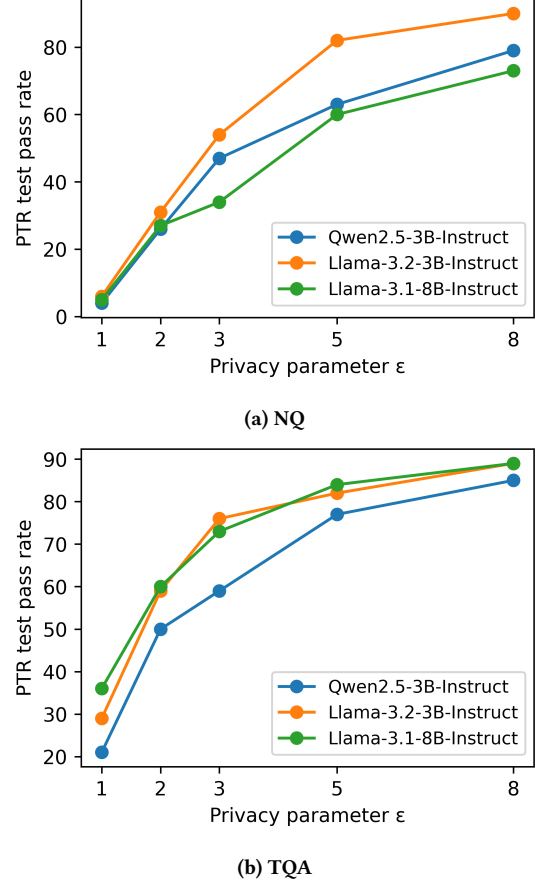 80
60
40
20
0
PTR test pass rate
Qwen2.5-3B-Instruct
Llama-3.2-3B-Instruct
Llama-3.1-8B-Instruct
1 2 3 5 8
Privacy parameter ε
(a) NQ
90
80
70
60
50
40
30
20
PTR test pass rate
Qwen2.5-3B-Instruct
Llama-3.2-3B-Instruct
Llama-3.1-8B-Instruct
1 2 3 5 8
Privacy parameter ε
(b) TQA